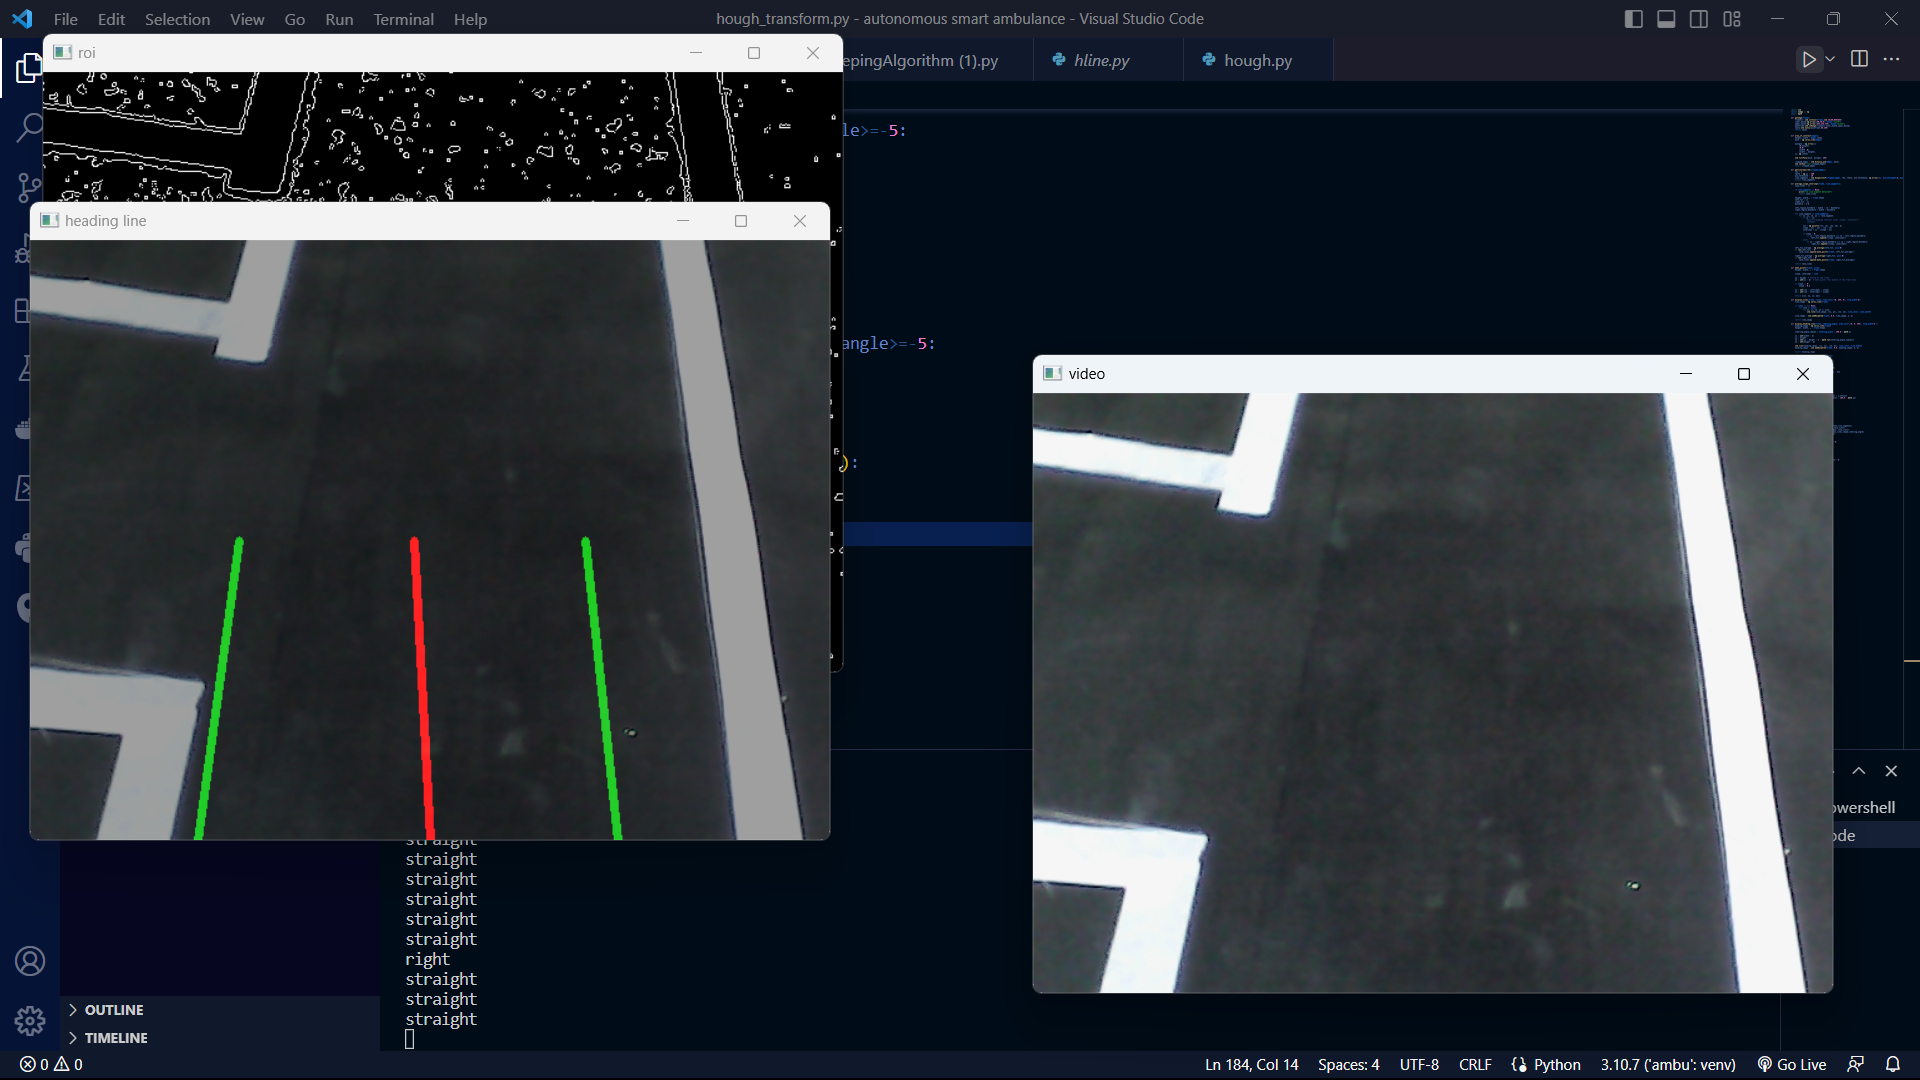 File Edit Selection View Go Run Terminal Help
hough_transform.py - autonomous smart ambulance - Visual Studio Code
roi
epingAlgorithm (1).py
hline.py
hough.py
le>=-5:
heading line
angle>=-5:
):
video
owershell
ode
straight
straight
straight
straight
straight
straight
right
straight
straight
straight
OUTLINE
TIMELINE
0 0
Ln 184, Col 14
Spaces: 4
UTF-8
CRLF
Python
3.10.7 ('ambu': venv)
Go Live